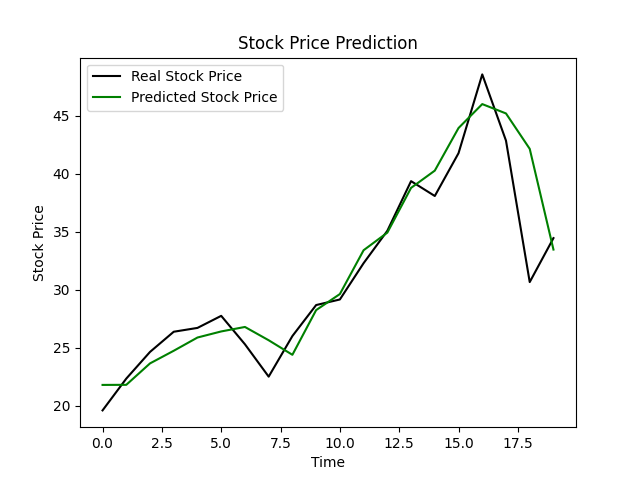 Stock Price Prediction
Real Stock Price
Predicted Stock Price
45
40
35
30
25
20
Stock Price
0.0 2.5 5.0 7.5 10.0 12.5 15.0 17.5
Time